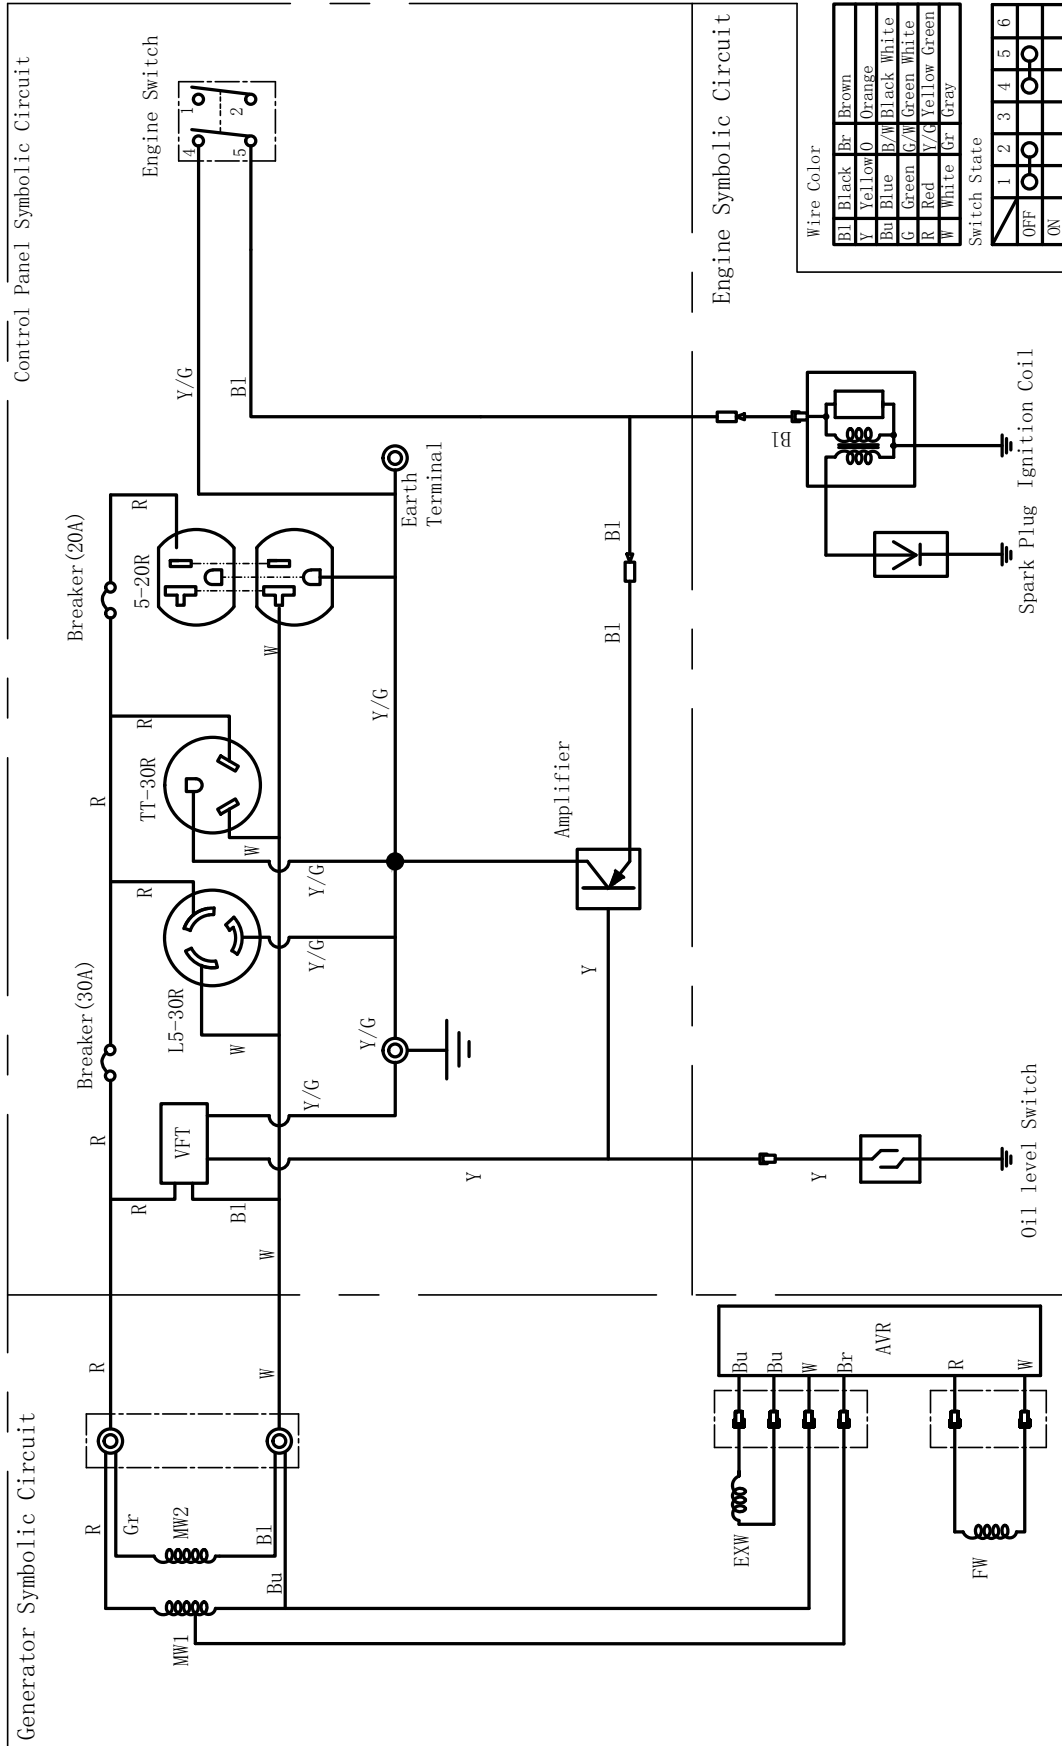 Generator Symbolic Circuit
Control Panel Symbolic Circuit
R
Gr
MW2
Bl
Bu
MW1
R
W
R
Bl
VFT
R
W
Y/G
Breaker(30A)
L5-30R
W
R
Y/G
Y/G
Y/G
R
TT-30R
R
W
Breaker(20A)
5-20R
R
W
Y/G
Earth
Terminal
Engine Switch
1
2
4
5
Y/G
Bl
Amplifier
Y
Y
Bl
Bl
Engine Symbolic Circuit
EXW
FW
Bu
Bu
W
Br
R
W
AVR
Y
Oil level Switch
Bl
Spark Plug
Ignition Coil
Wire Color
Bl Black Br Brown
Y Yellow O Orange
Bu Blue B/W Black White
G Green G/W Green White
R Red Y/G Yellow Green
W White Gr Gray
Switch State
1 2 3 4 5 6
OFF
ON